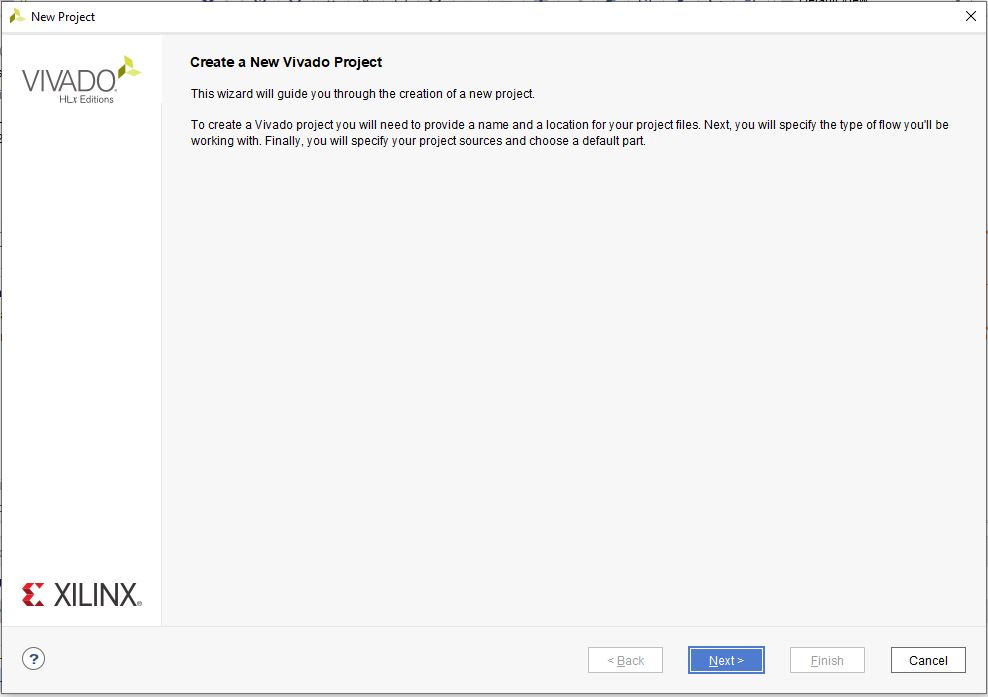 New Project
VIVADO
HLx Editions
Create a New Vivado Project
This wizard will guide you through the creation of a new project.
To create a Vivado project you will need to provide a name and a location for your project files. Next, you will specify the type of flow you'll be
working with. Finally, you will specify your project sources and choose a default part.
XILINX
?
< Back
Next >
Finish
Cancel